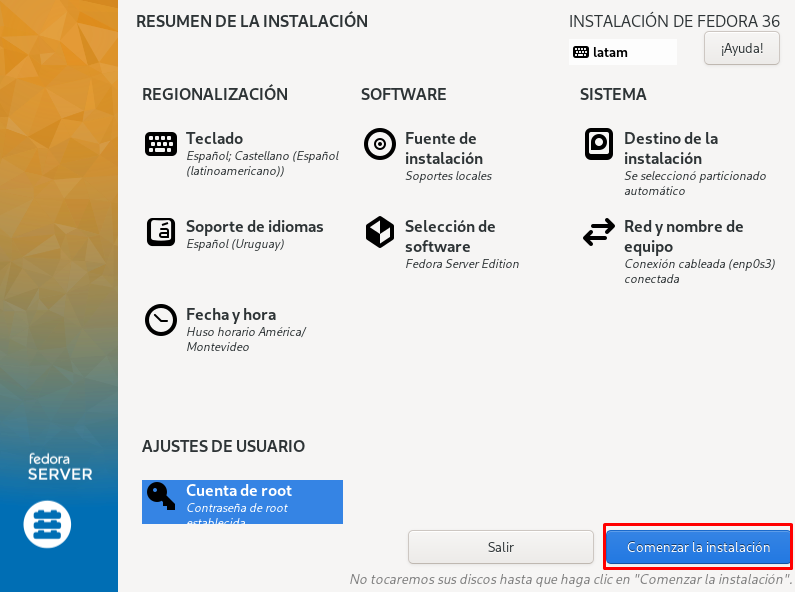 RESUMEN DE LA INSTALACIÓN
INSTALACIÓN DE FEDORA 36
latam
¡Ayuda!
REGIONALIZACIÓN
Teclado
Español; Castellano (Español
(latinoamericano))
Soporte de idiomas
Español (Uruguay)
Fecha y hora
Huso horario América/
Montevideo
SOFTWARE
Fuente de
instalación
Soportes locales
Selección de
software
Fedora Server Edition
SISTEMA
Destino de la
instalación
Se seleccionó particionado
automático
Red y nombre de
equipo
Conexión cableada (enp0s3)
conectada
AJUSTES DE USUARIO
Cuenta de root
Contraseña de root
establecida
fedora
SERVER
Salir
Comenzar la instalación
No tocaremos sus discos hasta que haga clic en "Comenzar la instalación".